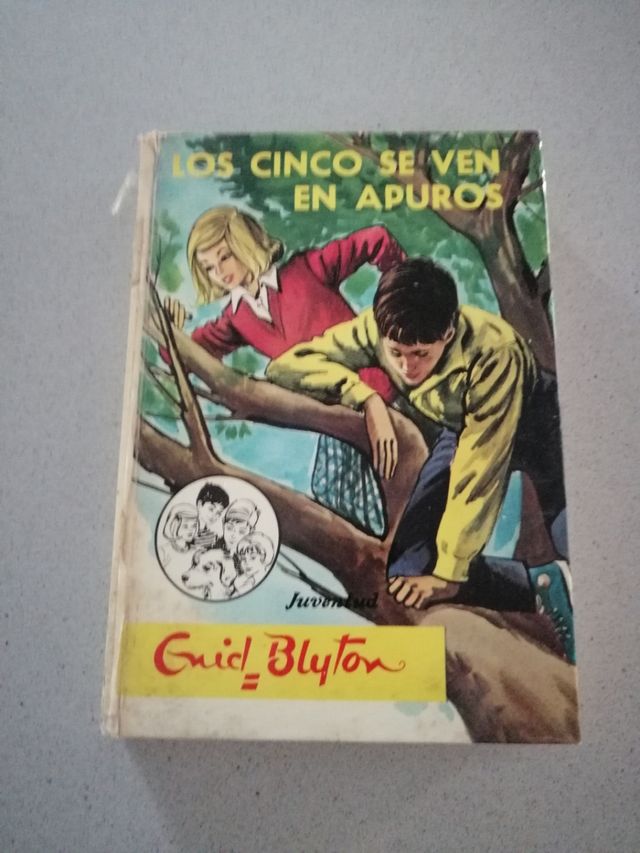 LOS CINCO SE VEN
EN APUROS
Juventud
Enid Blyton